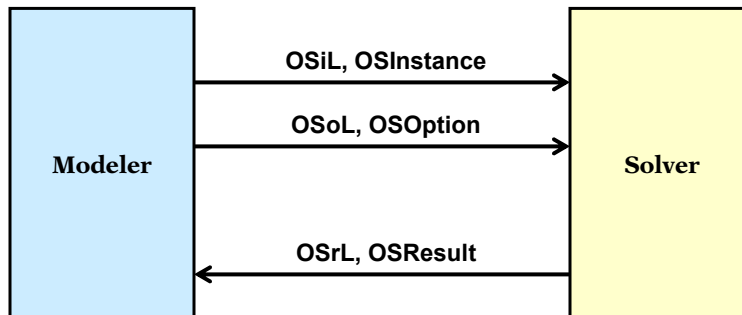 OSiL, OSInstance
OSoL, OSOption
Modeler
Solver
OSrL, OSResult